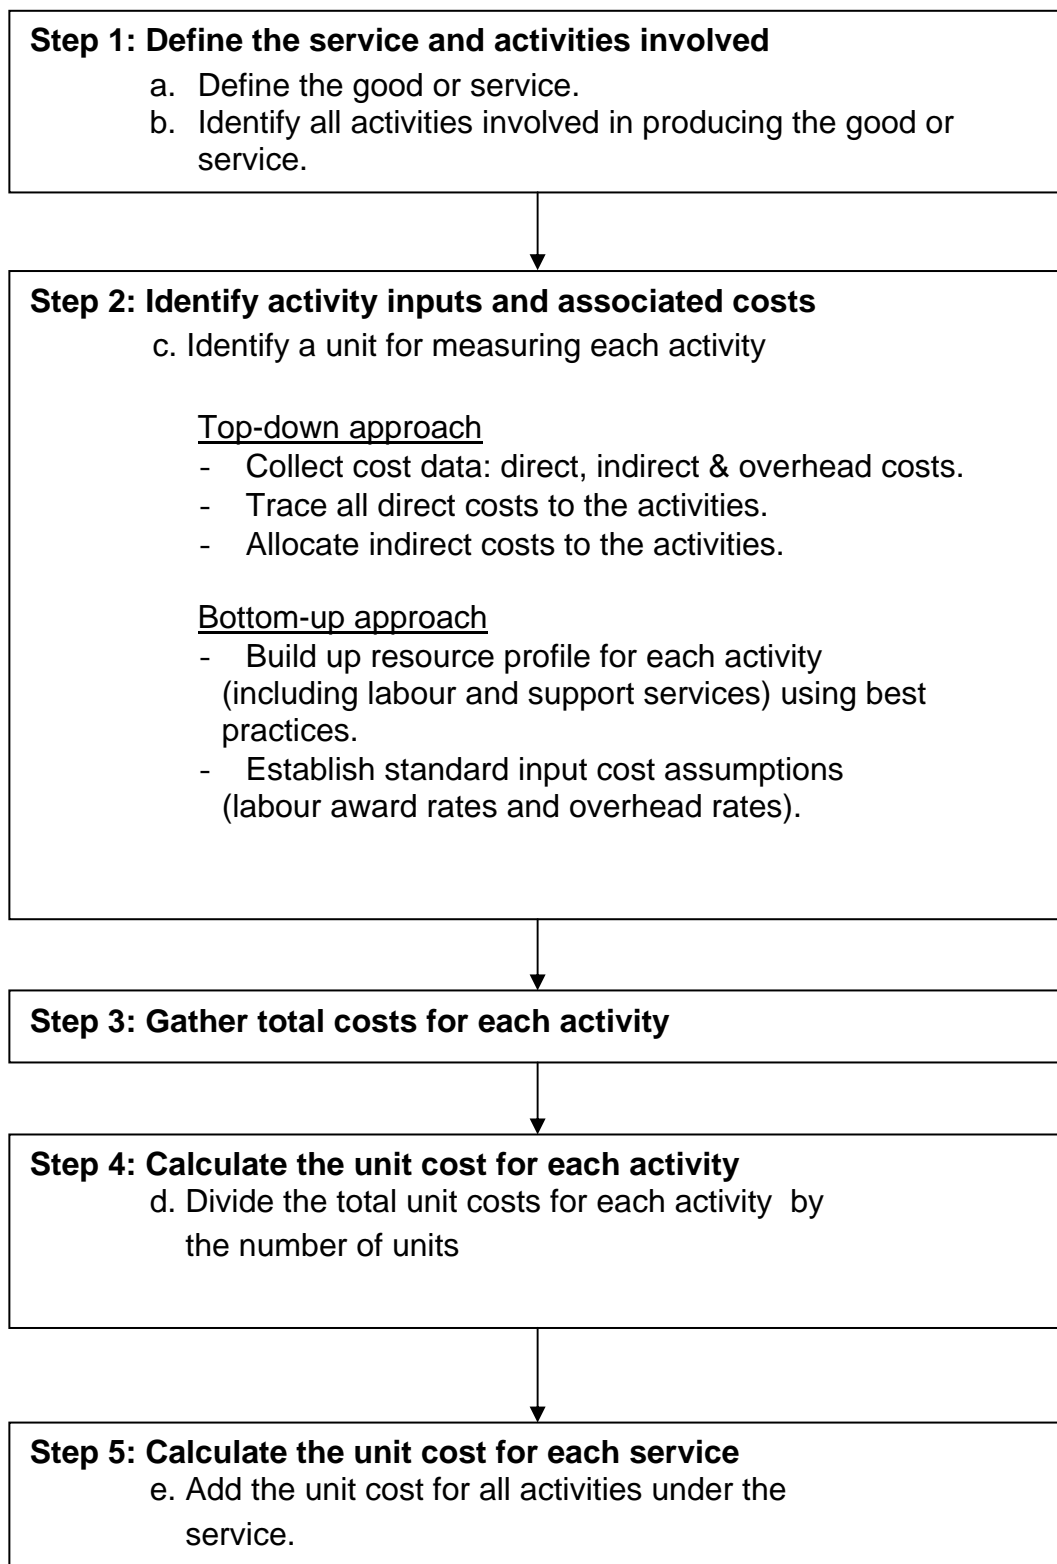 Step 1: Define the service and activities involved
a. Define the good or service.
b. Identify all activities involved in producing the good or
service.
Step 2: Identify activity inputs and associated costs
c. Identify a unit for measuring each activity
Top-down approach
- Collect cost data: direct, indirect & overhead costs.
- Trace all direct costs to the activities.
- Allocate indirect costs to the activities.
Bottom-up approach
- Build up resource profile for each activity
(including labour and support services) using best
practices.
- Establish standard input cost assumptions
(labour award rates and overhead rates).
Step 3: Gather total costs for each activity
Step 4: Calculate the unit cost for each activity
d. Divide the total unit costs for each activity by
the number of units
Step 5: Calculate the unit cost for each service
e. Add the unit cost for all activities under the
service.